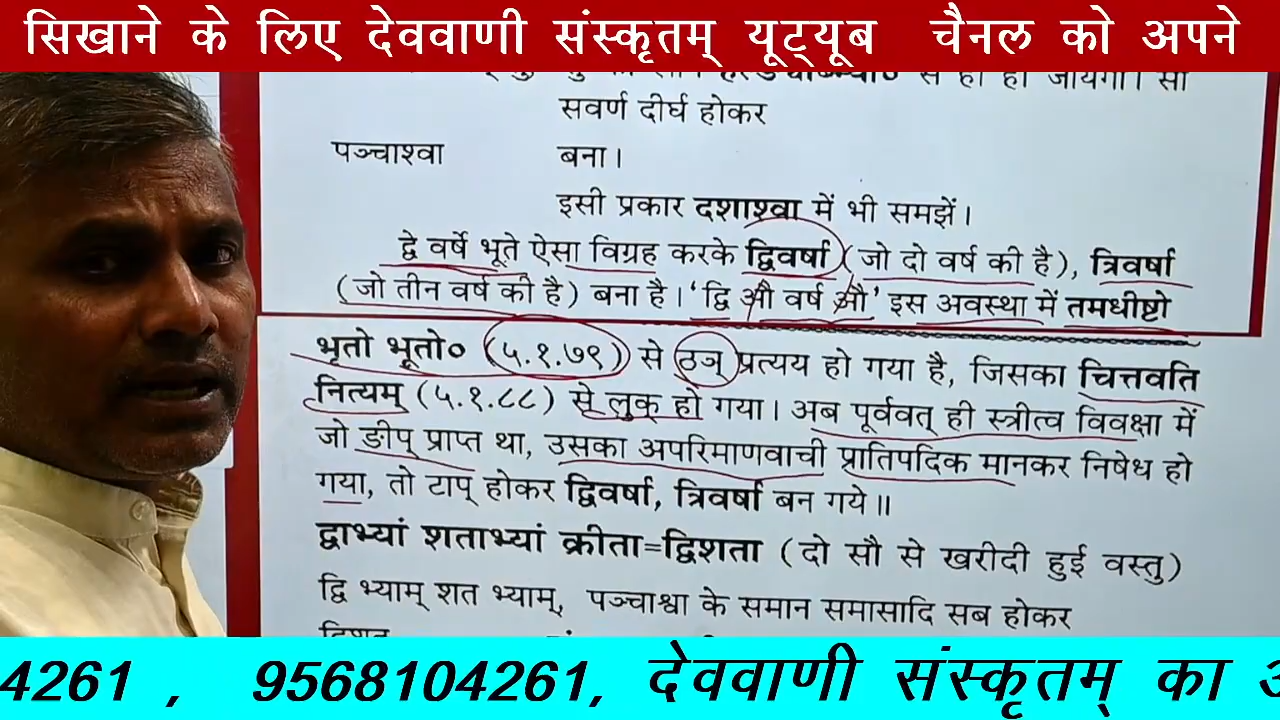 सिखाने के लिए देववाणी संस्कृतम् यूट्यूब चैनल को अपने
से ही हो जायेगा। सो
सवर्ण दीर्घ होकर
पञ्चाश्वा बना।
इसी प्रकार दशाश्वा में भी समझें।
द्वे वर्षे भूते ऐसा विग्रह करके द्विवर्षा (जो दो वर्ष की है), त्रिवर्षा
(जो तीन वर्ष की है) बना है। 'द्वि औ वर्ष औ' इस अवस्था में तमधीष्टो
भृतो भूतो० (५.१.७९) से ठञ् प्रत्यय हो गया है, जिसका चित्तवति
नित्यम् (५.१.८८) से लुक् हो गया। अब पूर्ववत् ही स्त्रीत्व विवक्षा में
जो ङीप् प्राप्त था, उसका अपरिमाणवाची प्रातिपदिक मानकर निषेध हो
गया, तो टाप् होकर द्विवर्षा, त्रिवर्षा बन गये॥
द्वाभ्यां शताभ्यां क्रीता=द्विशता (दो सौ से खरीदी हुई वस्तु)
द्वि भ्याम् शत भ्याम्, पञ्चाश्वा के समान समासादि सब होकर
4261 , 9568104261, देववाणी संस्कृतम् का